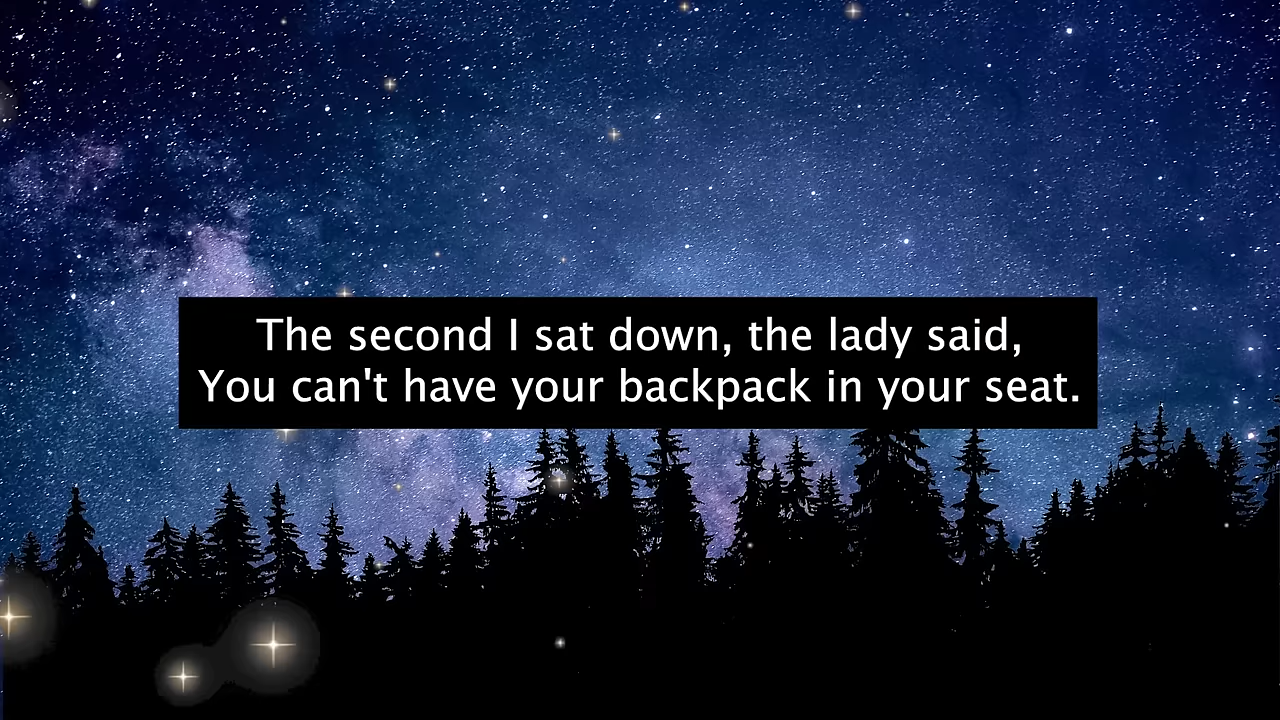 The second I sat down, the lady said,
You can't have your backpack in your seat.